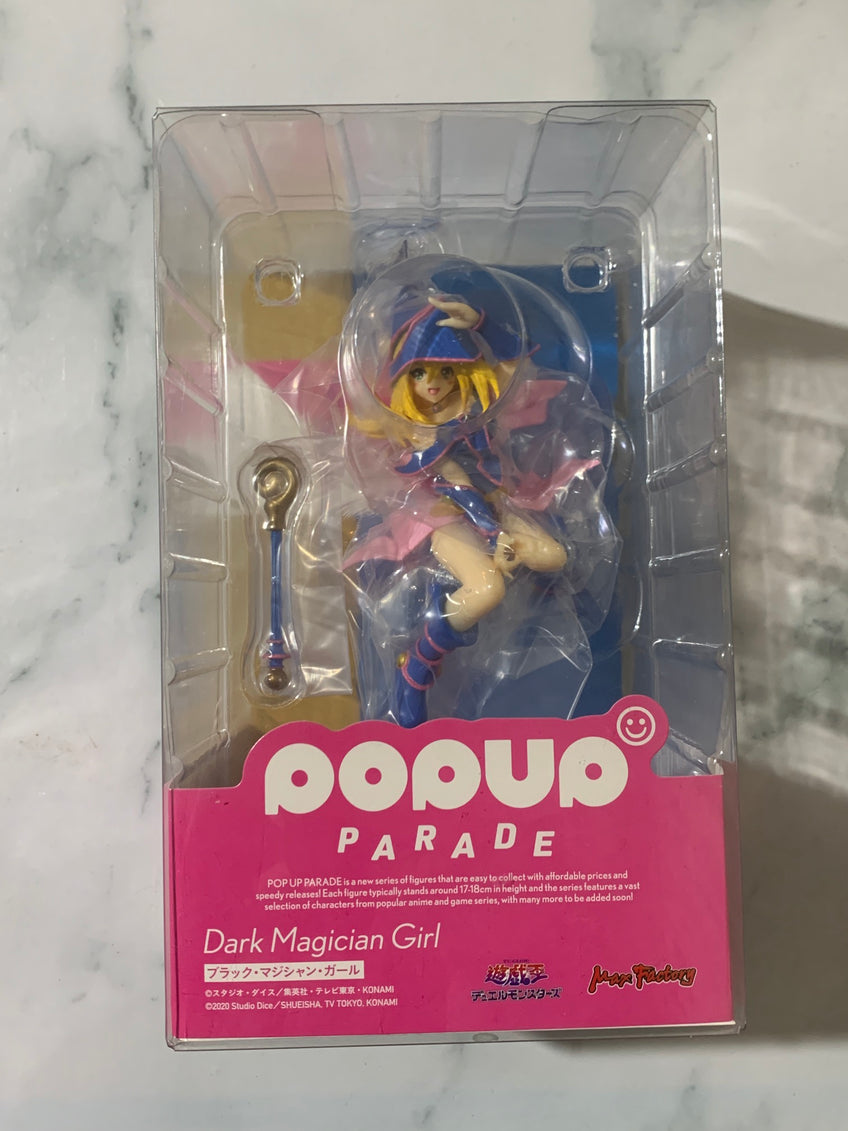 POPUP
PARADE
POP UP PARADE is a new series of figures that are easy to collect with affordable prices and
speedy releases! Each figure typically stands around 17-18cm in height and the series features a vast
selection of characters from popular anime and game series, with many more to be added soon!
Dark Magician Girl
ブラック・マジシャン・ガール
©スタジオ・ダイス／集英社・テレビ東京・KONAMI
©2020 Studio Dice／SHUEISHA, TV TOKYO, KONAMI
遊戯王
デュエルモンスターズ
Max Factory